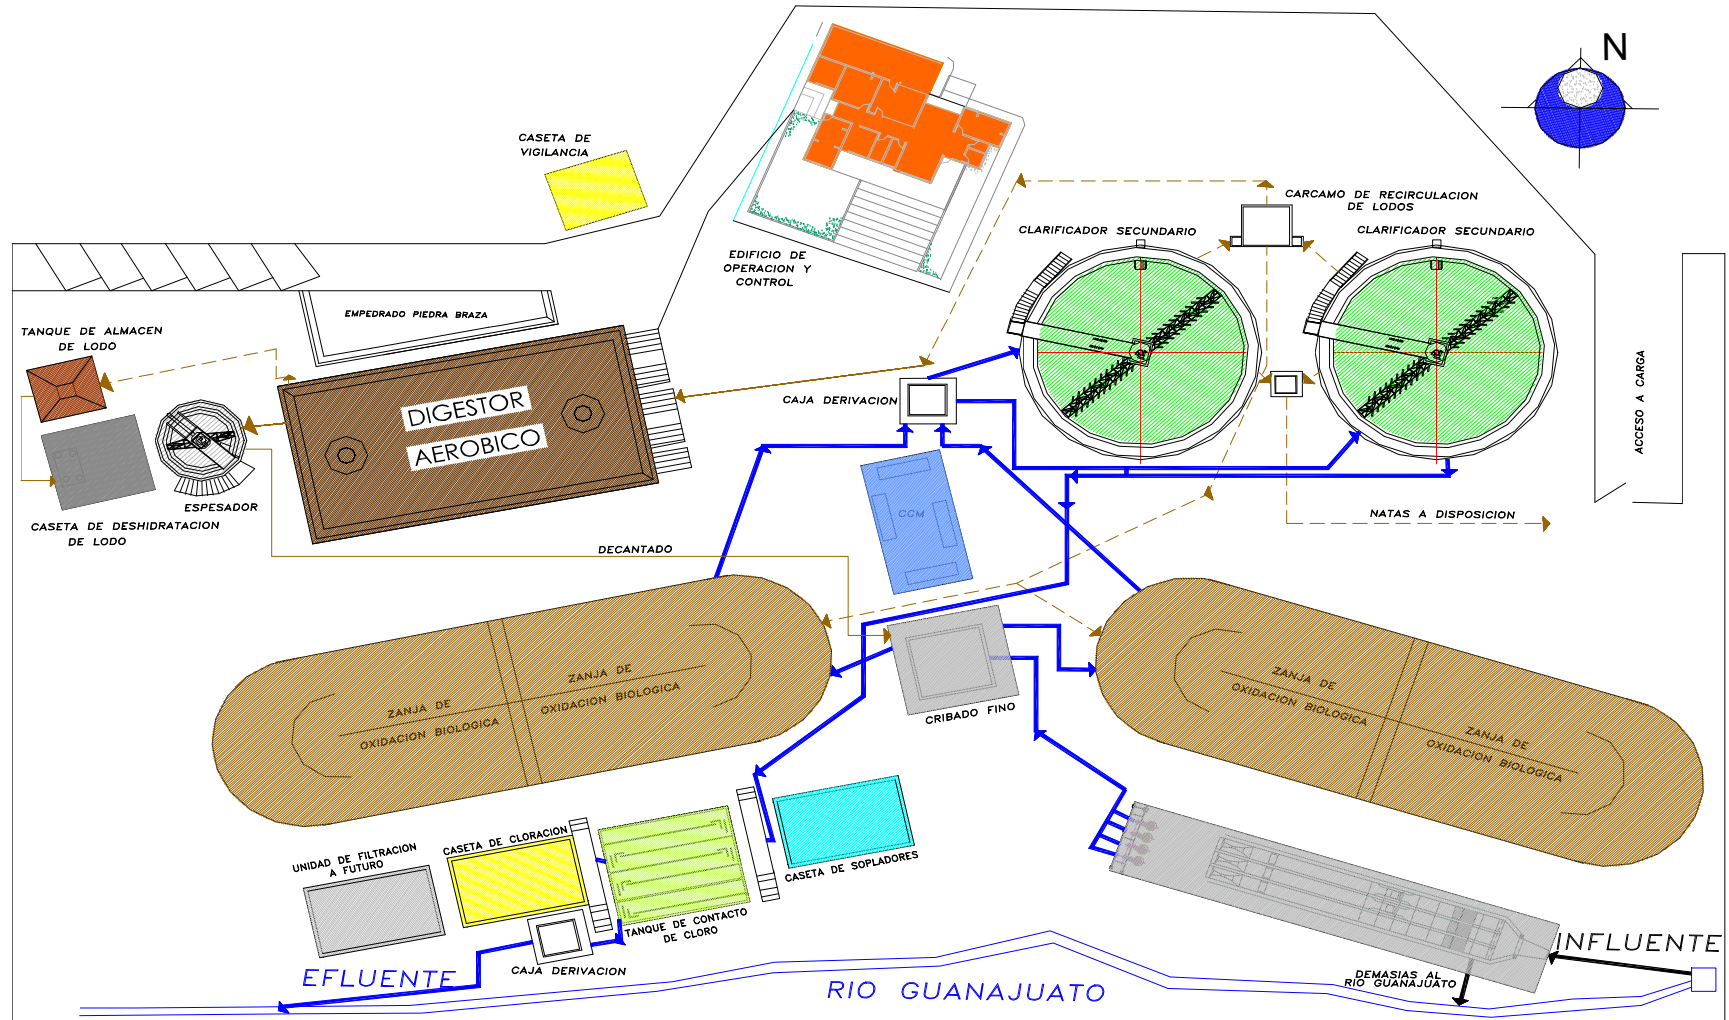 N
CASETA DE
VIGILANCIA
CARCAMO DE RECIRCULACION
DE LODOS
CLARIFICADOR SECUNDARIO
CLARIFICADOR SECUNDARIO
EDIFICIO DE
OPERACION Y
CONTROL
EMPEDRADO PIEDRA BRAZA
TANQUE DE ALMACEN
DE LODO
ACCESO A CARGA
CAJA DERIVACION
DIGESTOR
AEROBICO
ESPESADOR
CASETA DE DESHIDRATACION
DE LODO
CCM
NATAS A DISPOSICION
DECANTADO
ZANJA DE
OXIDACION BIOLOGICA
ZANJA DE
OXIDACION BIOLOGICA
ZANJA DE
OXIDACION BIOLOGICA
ZANJA DE
OXIDACION BIOLOGICA
CRIBADO FINO
CASETA DE CLORACION
UNIDAD DE FILTRACION
A FUTURO
CASETA DE SOPLADORES
TANQUE DE CONTACTO
DE CLORO
CAJA DERIVACION
EFLUENTE
RIO GUANAJUATO
INFLUENTE
DEMASIAS AL
RIO GUANAJUATO